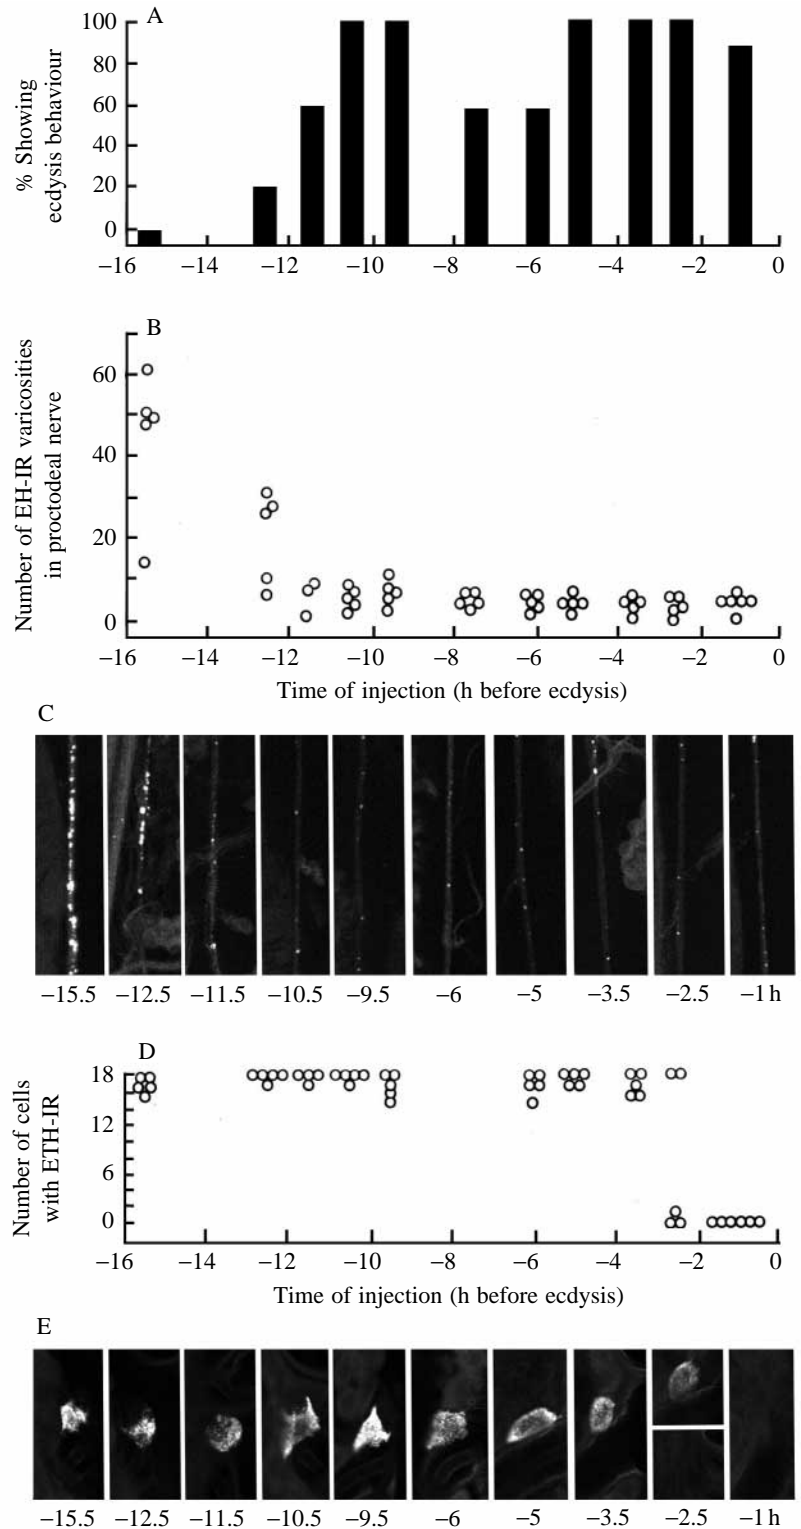 A
% Showing
ecdysis behaviour
100
80
60
40
20
0
−16 −14 −12 −10 −8 −6 −4 −2 0
B
Number of EH-IR varicosities
in proctodeal nerve
60
40
20
0
−16 −14 −12 −10 −8 −6 −4 −2 0
Time of injection (h before ecdysis)
C
−15.5 −12.5 −11.5 −10.5 −9.5 −6 −5 −3.5 −2.5 −1 h
D
Number of cells
with ETH-IR
18
12
6
0
−16 −14 −12 −10 −8 −6 −4 −2 0
Time of injection (h before ecdysis)
E
−15.5 −12.5 −11.5 −10.5 −9.5 −6 −5 −3.5 −2.5 −1 h